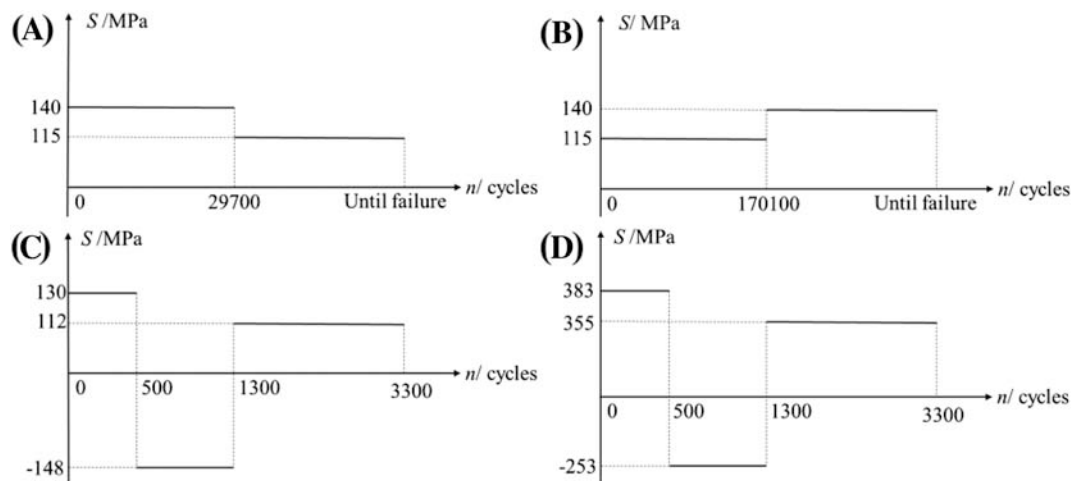 (A)
S /MPa
140
115
0
29700
Until failure
n/ cycles
(B)
S/ MPa
140
115
0
170100
Until failure
n/ cycles
(C)
S /MPa
130
112
0
500
1300
3300
n/ cycles
-148
(D)
S /MPa
383
355
0
500
1300
3300
n/ cycles
-253